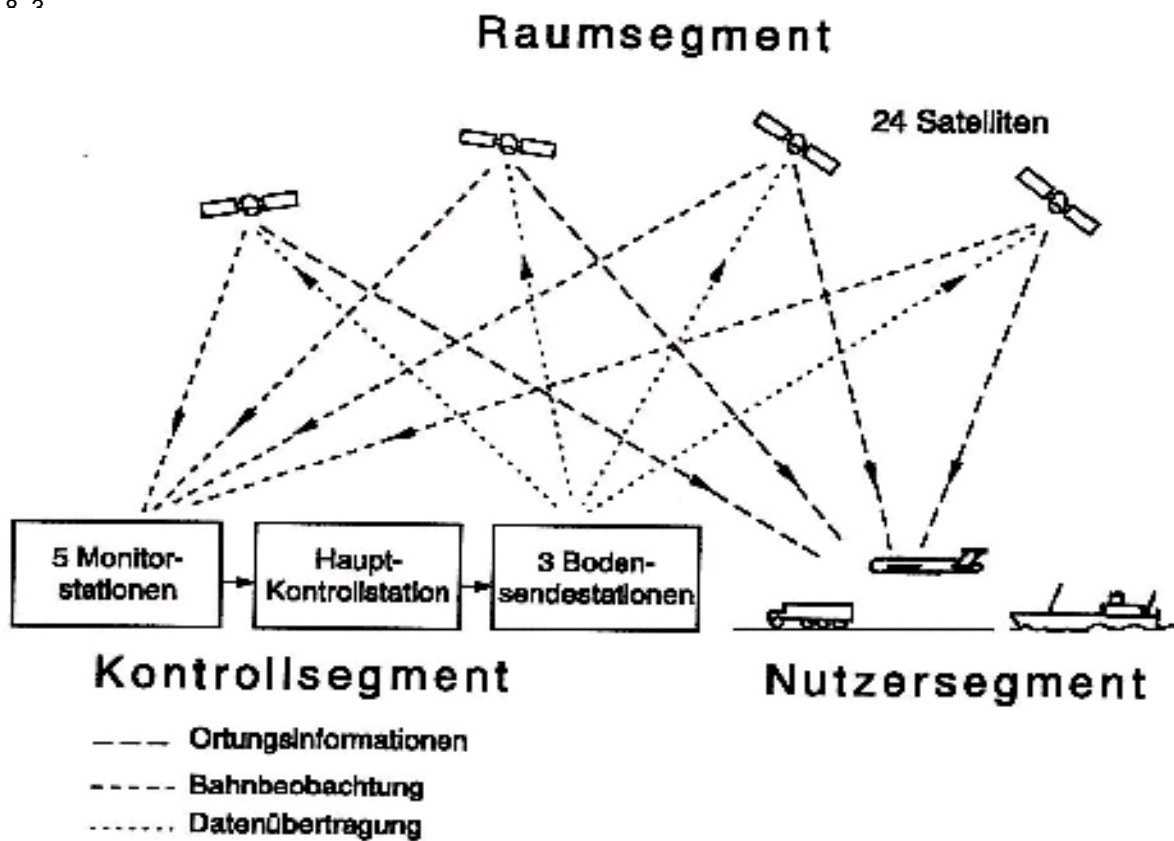 Raumsegment
24 Satelliten
5 Monitor-
stationen
Haupt-
Kontrollstation
3 Boden-
sendestationen
Kontrollsegment
Nutzersegment
Ortungsinformationen
Bahnbeobachtung
Datenübertragung